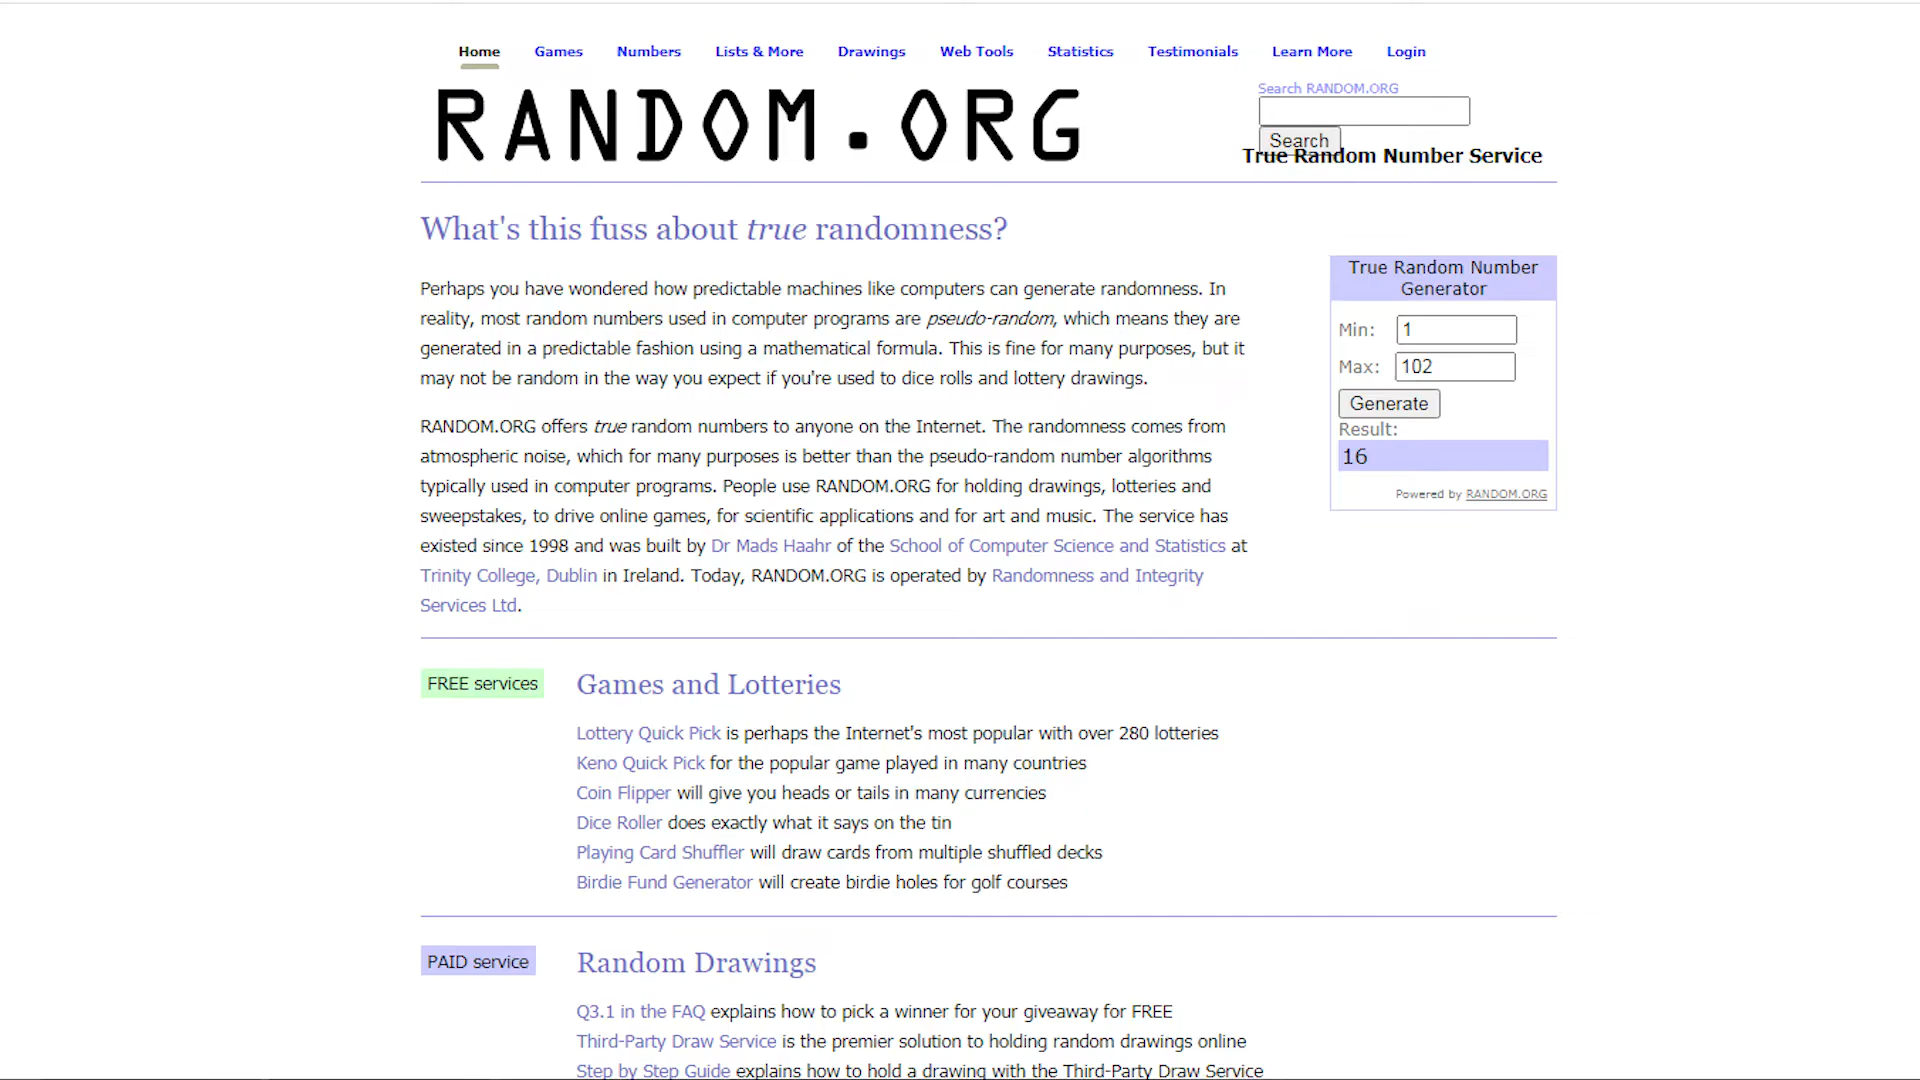 Home Games Numbers Lists & More Drawings Web Tools Statistics Testimonials Learn More Login
RANDOM.ORG
Search RANDOM.ORG
Search
True Random Number Service
What's this fuss about true randomness?
Perhaps you have wondered how predictable machines like computers can generate randomness. In
reality, most random numbers used in computer programs are pseudo-random, which means they are
generated in a predictable fashion using a mathematical formula. This is fine for many purposes, but it
may not be random in the way you expect if you're used to dice rolls and lottery drawings.
RANDOM.ORG offers true random numbers to anyone on the Internet. The randomness comes from
atmospheric noise, which for many purposes is better than the pseudo-random number algorithms
typically used in computer programs. People use RANDOM.ORG for holding drawings, lotteries and
sweepstakes, to drive online games, for scientific applications and for art and music. The service has
existed since 1998 and was built by Dr Mads Haahr of the School of Computer Science and Statistics at
Trinity College, Dublin in Ireland. Today, RANDOM.ORG is operated by Randomness and Integrity
Services Ltd.
True Random Number
Generator
Min: 1
Max: 102
Generate
Result:
16
Powered by RANDOM.ORG
FREE services
Games and Lotteries
Lottery Quick Pick is perhaps the Internet's most popular with over 280 lotteries
Keno Quick Pick for the popular game played in many countries
Coin Flipper will give you heads or tails in many currencies
Dice Roller does exactly what it says on the tin
Playing Card Shuffler will draw cards from multiple shuffled decks
Birdie Fund Generator will create birdie holes for golf courses
PAID service
Random Drawings
Q3.1 in the FAQ explains how to pick a winner for your giveaway for FREE
Third-Party Draw Service is the premier solution to holding random drawings online
Step by Step Guide explains how to hold a drawing with the Third-Party Draw Service